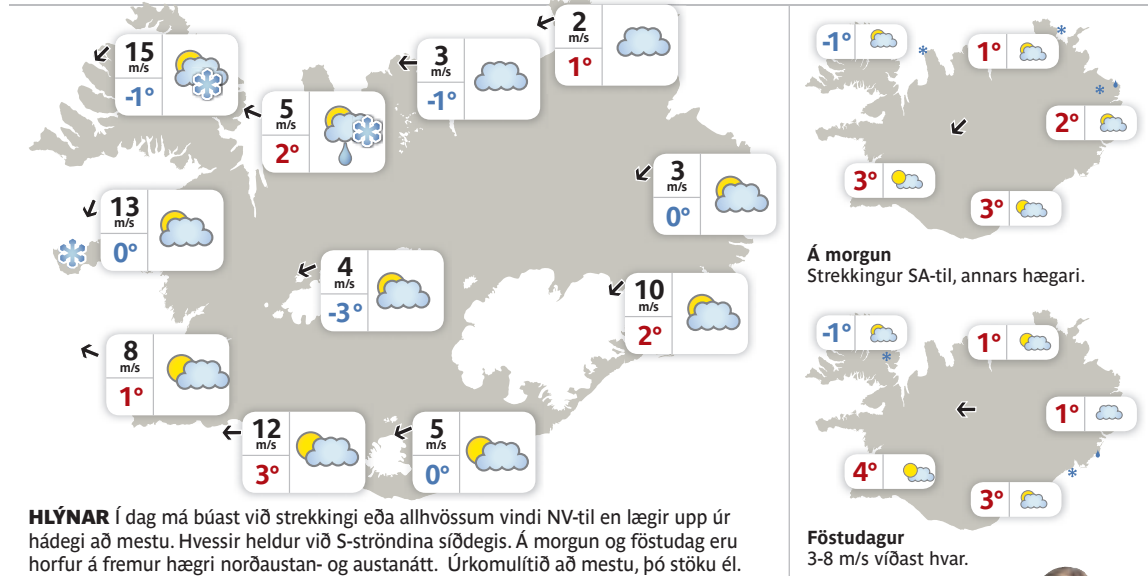 15
m/s
-1°
5
m/s
2°
3
m/s
-1°
2
m/s
1°
13
m/s
0°
3
m/s
0°
4
m/s
-3°
10
m/s
2°
8
m/s
1°
12
m/s
3°
5
m/s
0°
HLÝNAR Í dag má búast við strekkingi eða allhvössum vindi NV-til en lægir upp úr
hádegi að mestu. Hvessir heldur við S-ströndina síðdegis. Á morgun og föstudag eru
horfur á fremur hægri norðaustan- og austanátt. Úrkomulítið að mestu, þó stöku él.
-1°
1°
2°
3°
3°
Á morgun
Strekkingur SA-til, annars hægari.
-1°
1°
1°
4°
3°
Föstudagur
3-8 m/s víðast hvar.